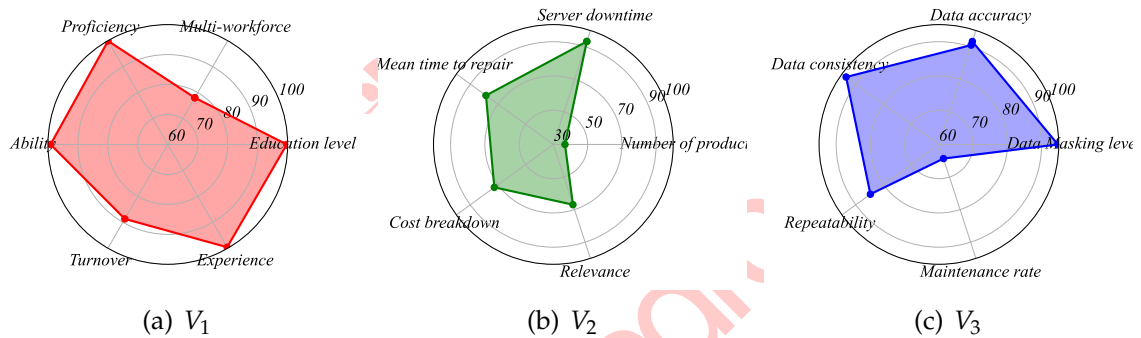 Proficiency
Multi-workforce
Ability
Education level
Turnover
Experience
60
70
80
90
100
(a) V1
Server downtime
Mean time to repair
Number of product
Cost breakdown
Relevance
30
50
70
90
100
(b) V2
Data accuracy
Data consistency
Data Masking leve
Repeatability
Maintenance rate
60
70
80
90
100
(c) V3